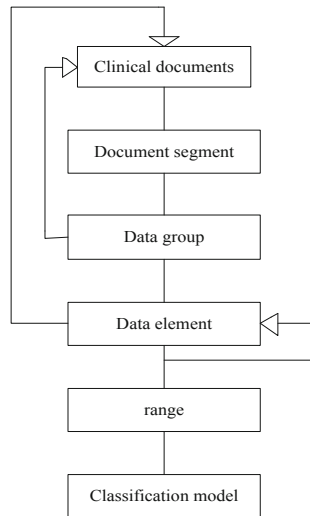 Clinical documents
Document segment
Data group
Data element
range
Classification model